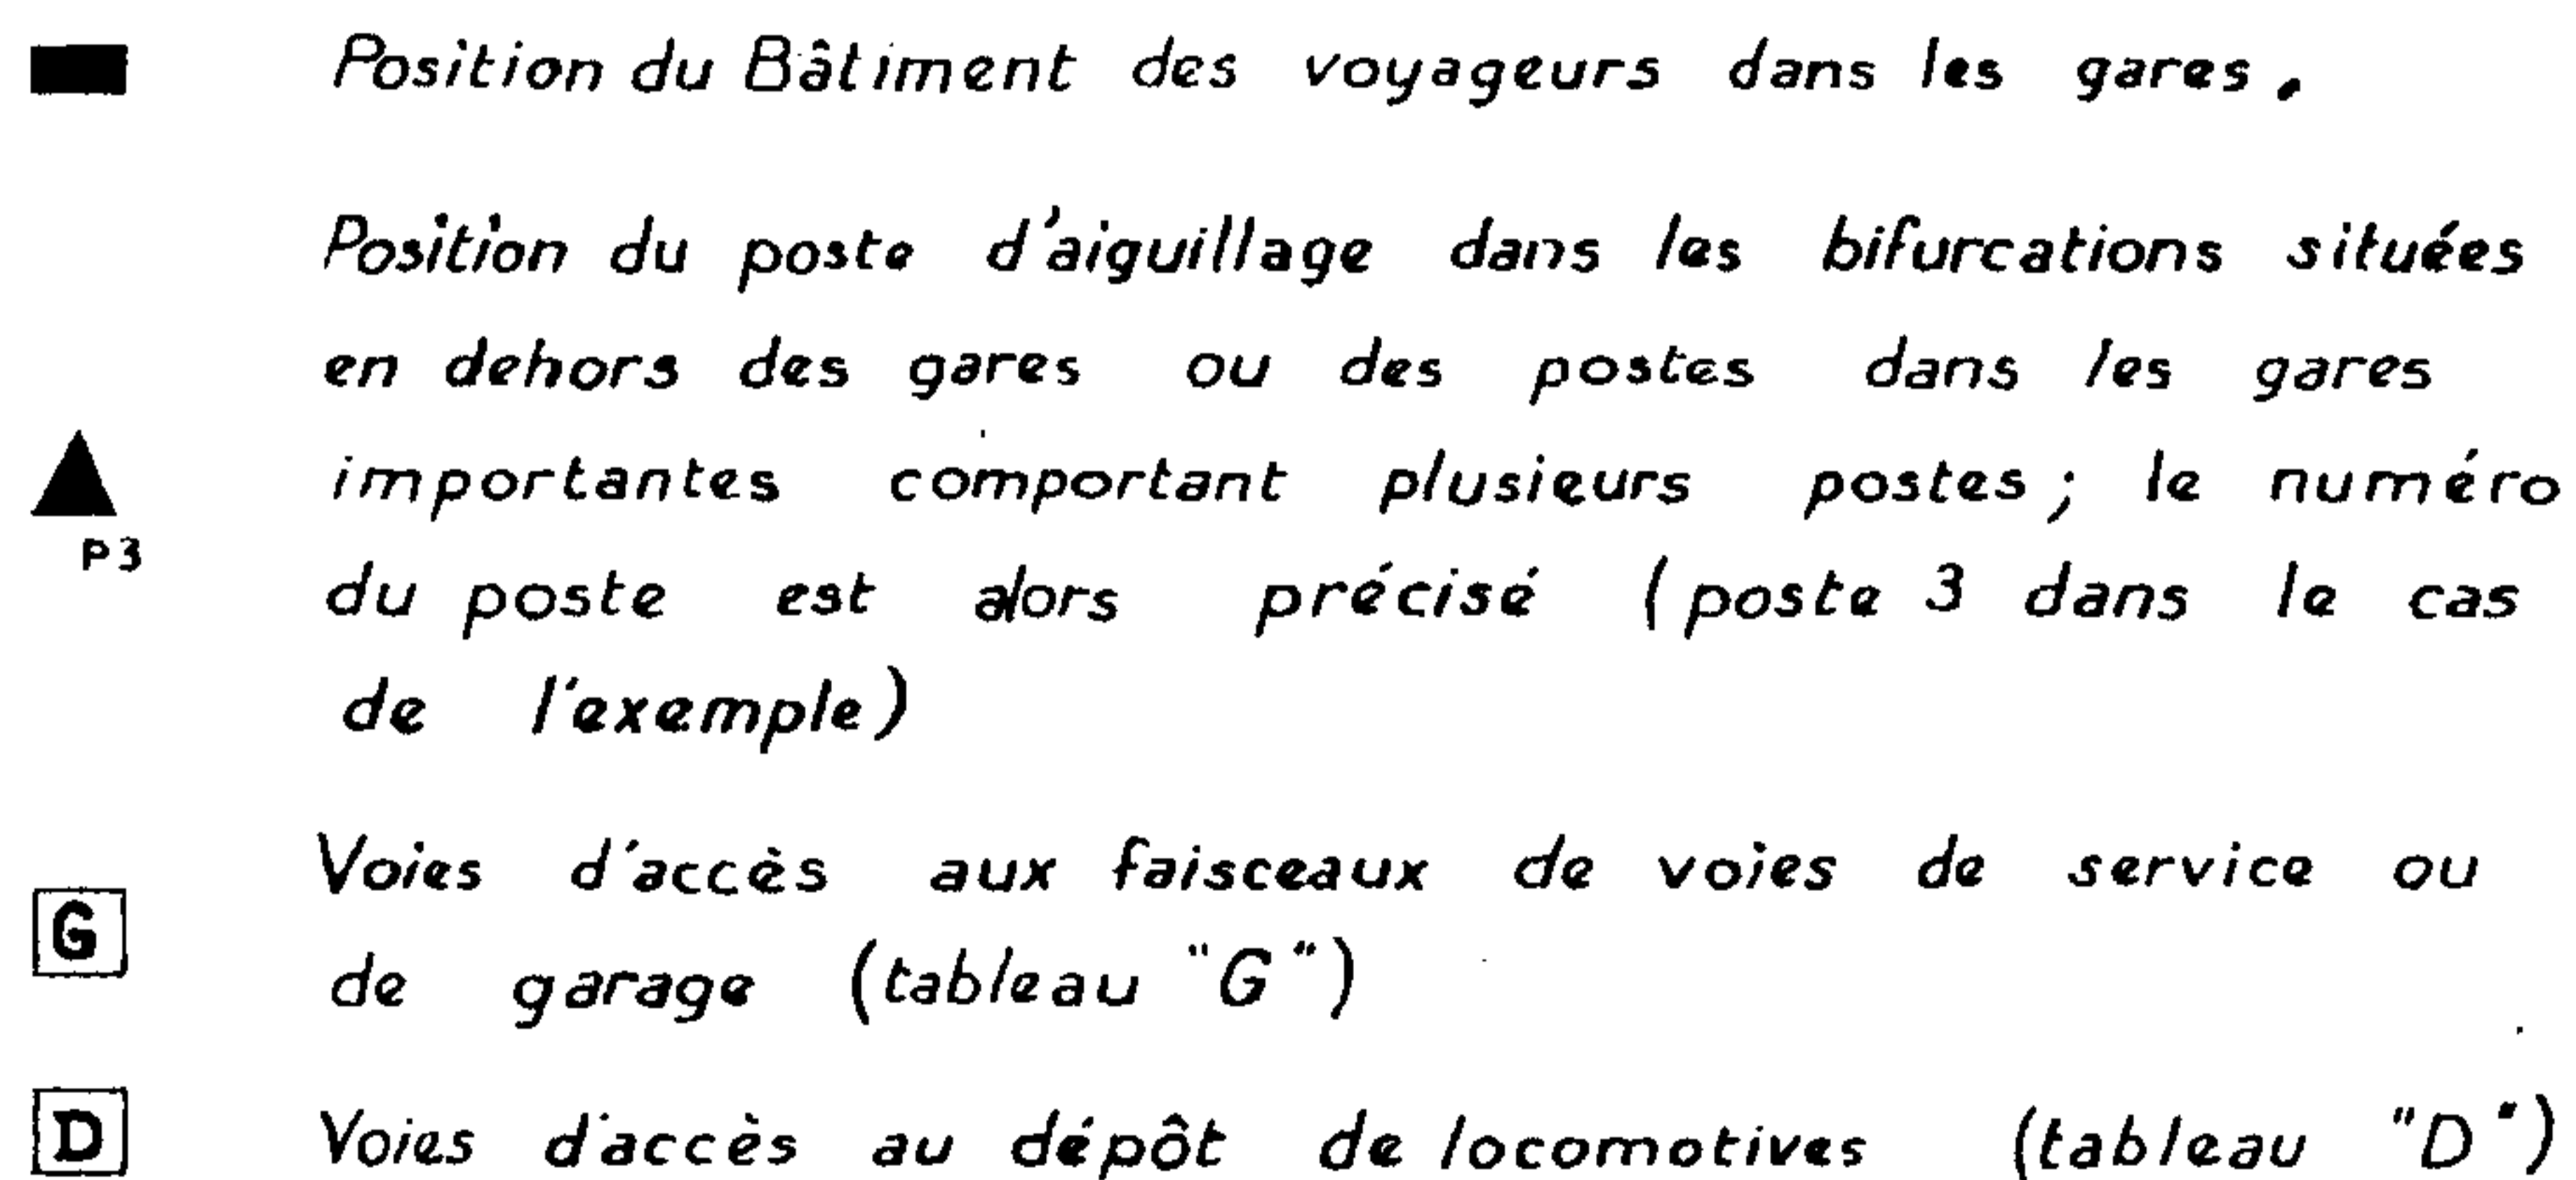 Position du Bâtiment des voyageurs dans les gares.
Position du poste d'aiguillage dans les bifurcations situées
en dehors des gares ou des postes dans les gares
importantes comportant plusieurs postes; le numéro
P3
du poste est alors précisé (poste 3 dans le cas
de l'exemple)
Voies d'accès aux faisceaux de voies de service ou
G
de garage (tableau "G")
D Voies d'accès au dépôt de locomotives (tableau "D")